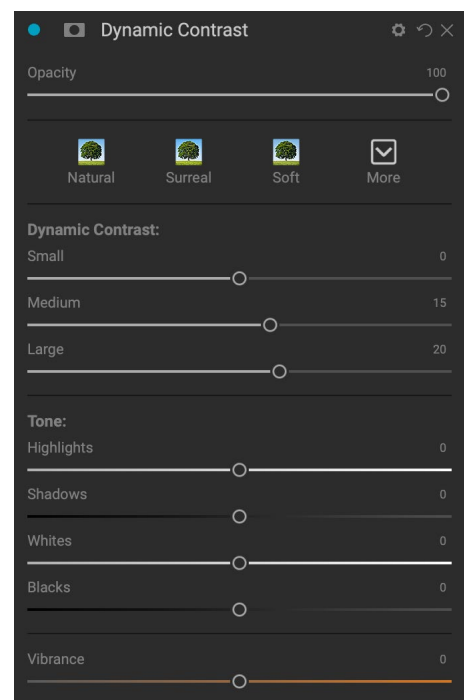 Dynamic Contrast
Opacity 100
Natural Surreal Soft More
Dynamic Contrast:
Small 0
Medium 15
Large 20
Tone:
Highlights 0
Shadows 0
Whites 0
Blacks 0
Vibrance 0